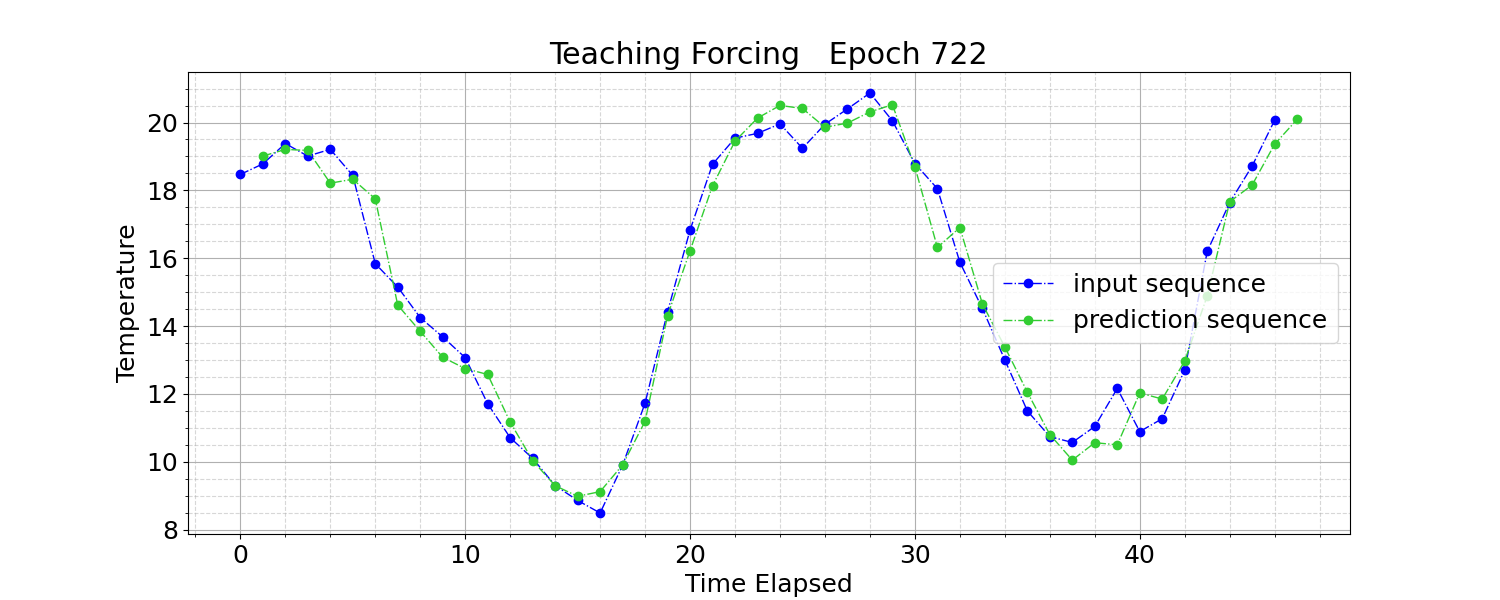 Teaching Forcing   Epoch 722
Temperature
20
18
16
14
12
10
8
input sequence
prediction sequence
0 10 20 30 40
Time Elapsed